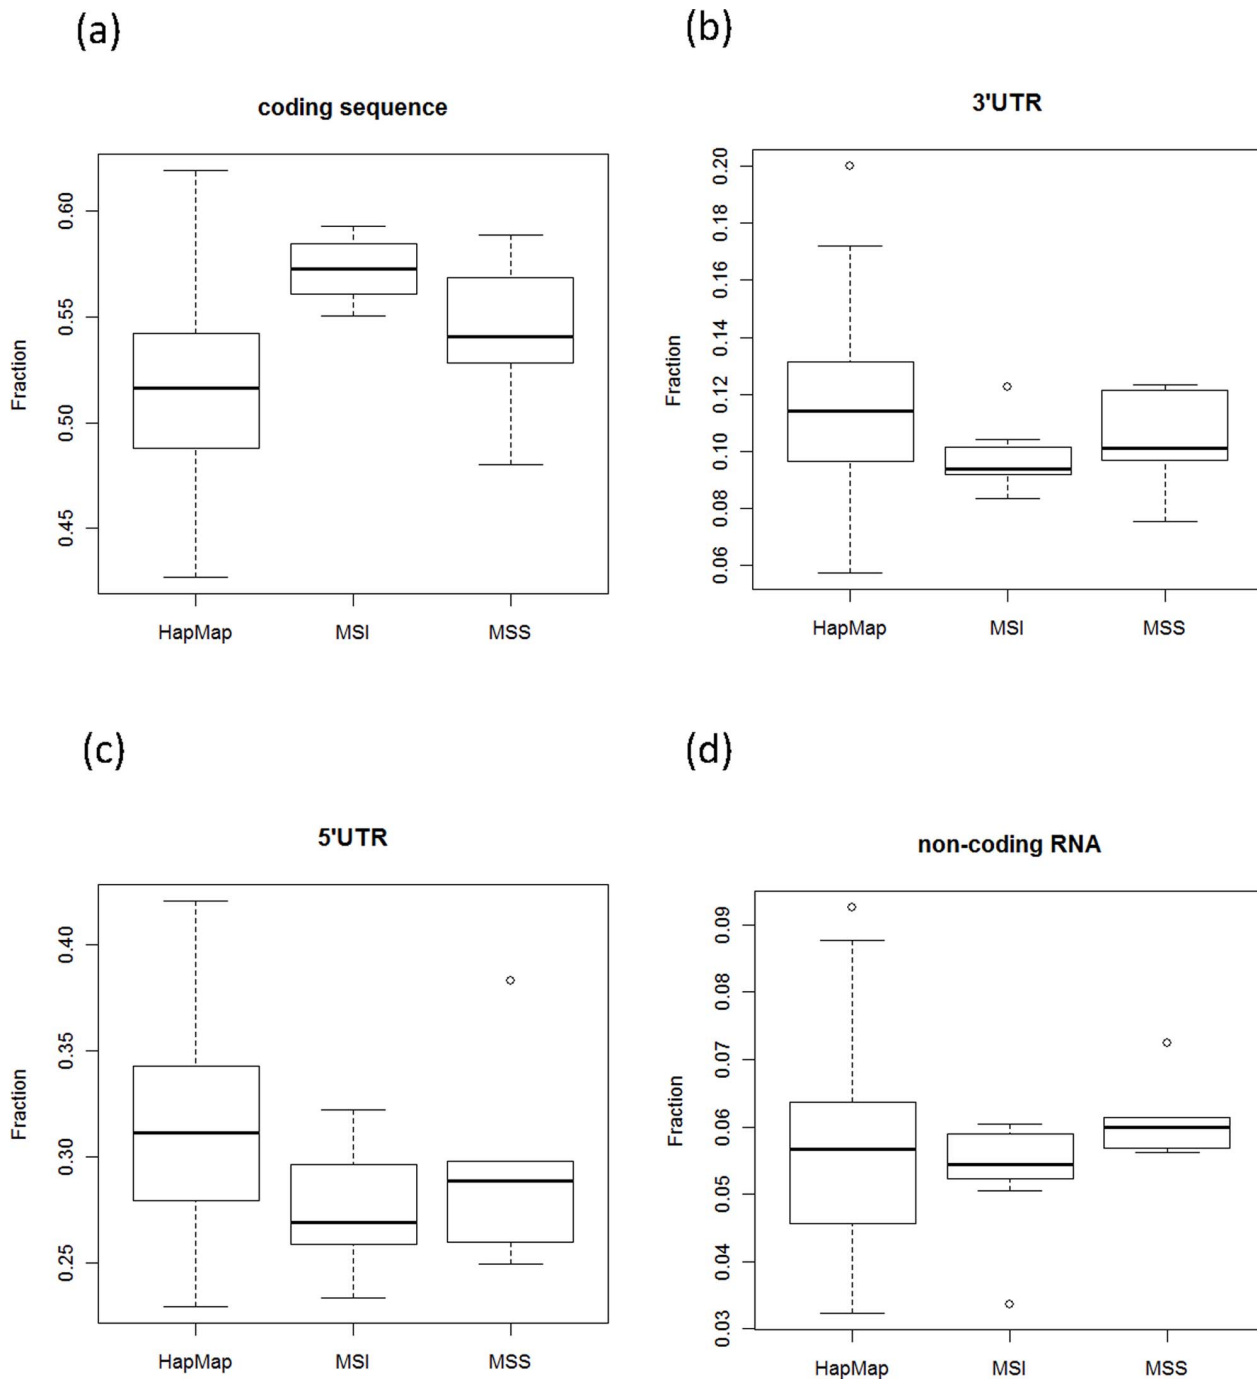 (a)
coding sequence
Fraction
0.60
0.55
0.50
0.45
HapMap MSI MSS
(b)
3'UTR
Fraction
0.20
0.18
0.16
0.14
0.12
0.10
0.08
0.06
HapMap MSI MSS
(c)
5'UTR
Fraction
0.40
0.35
0.30
0.25
HapMap MSI MSS
(d)
non-coding RNA
Fraction
0.09
0.08
0.07
0.06
0.05
0.04
0.03
HapMap MSI MSS